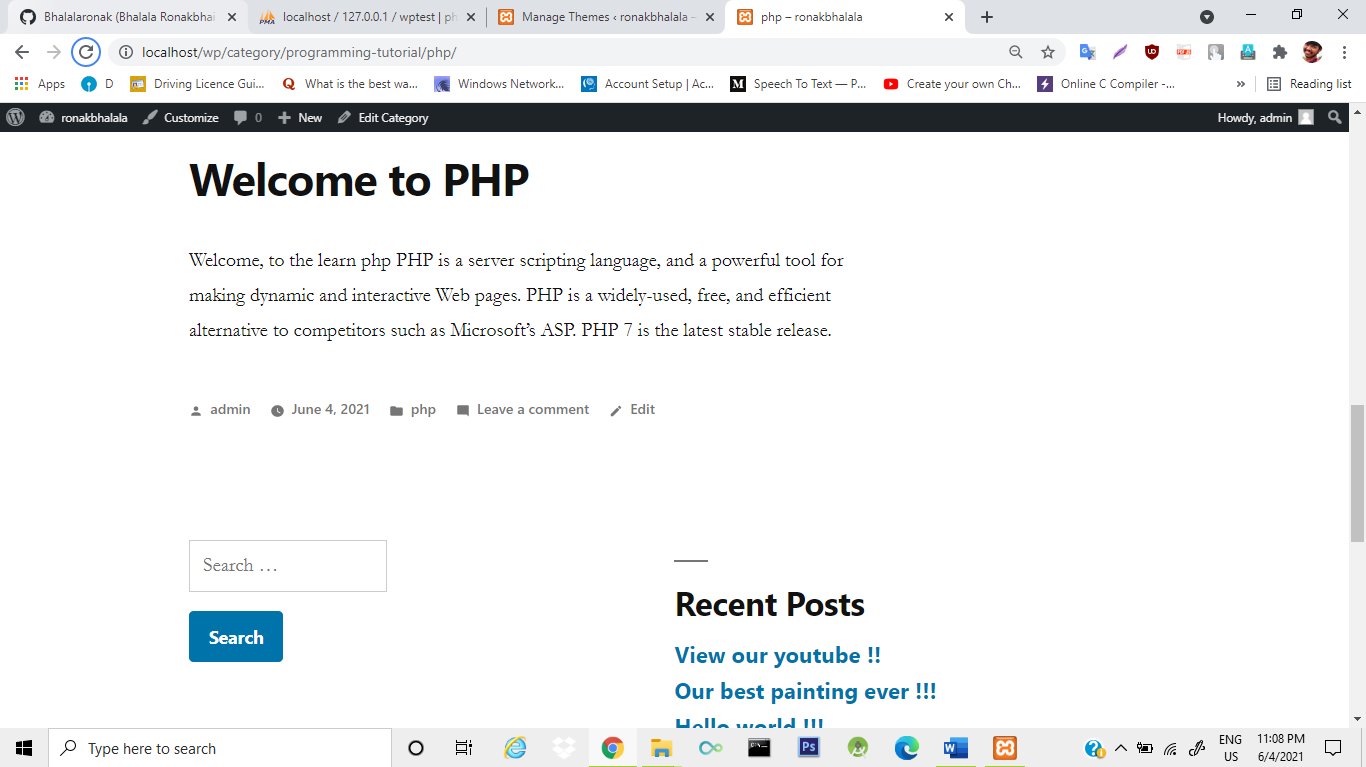 Bhalalaronak (Bhalala Ronakbhai
localhost / 127.0.0.1 / wptest | ph
Manage Themes ‹ ronakbhalala –
php – ronakbhalala
localhost/wp/category/programming-tutorial/php/
Apps
D
Driving Licence Gui...
What is the best wa...
Windows Network...
Account Setup | Ac...
Speech To Text — P...
Create your own Ch...
Online C Compiler -...
»
Reading list
ronakbhalala
Customize
0
New
Edit Category
Howdy, admin
Welcome to PHP
Welcome, to the learn php PHP is a server scripting language, and a powerful tool for
making dynamic and interactive Web pages. PHP is a widely-used, free, and efficient
alternative to competitors such as Microsoft’s ASP. PHP 7 is the latest stable release.
admin
June 4, 2021
php
Leave a comment
Edit
Search …
Search
Recent Posts
View our youtube !!
Our best painting ever !!!
Hello world !!!
Type here to search
ENG
US
11:08 PM
6/4/2021